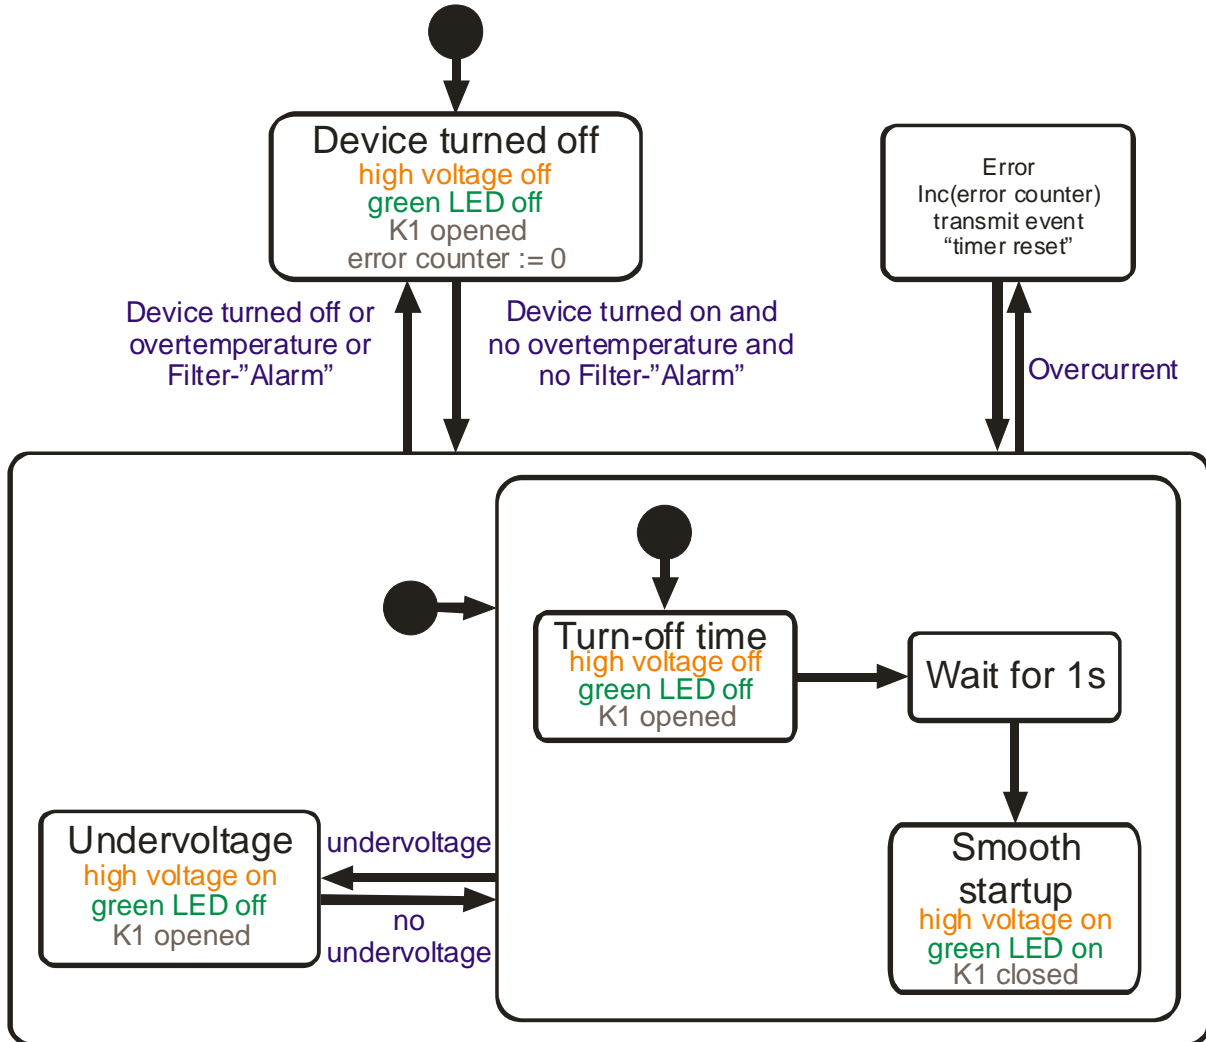 Device turned off
high voltage off
green LED off
K1 opened
error counter := 0
Error
Inc(error counter)
transmit event
“timer reset”
Device turned off or
overtemperature or
Filter-”Alarm”
Device turned on and
no overtemperature and
no Filter-”Alarm”
Overcurrent
Turn-off time
high voltage off
green LED off
K1 opened
Wait for 1s
Undervoltage
high voltage on
green LED off
K1 opened
undervoltage
no
undervoltage
Smooth
startup
high voltage on
green LED on
K1 closed